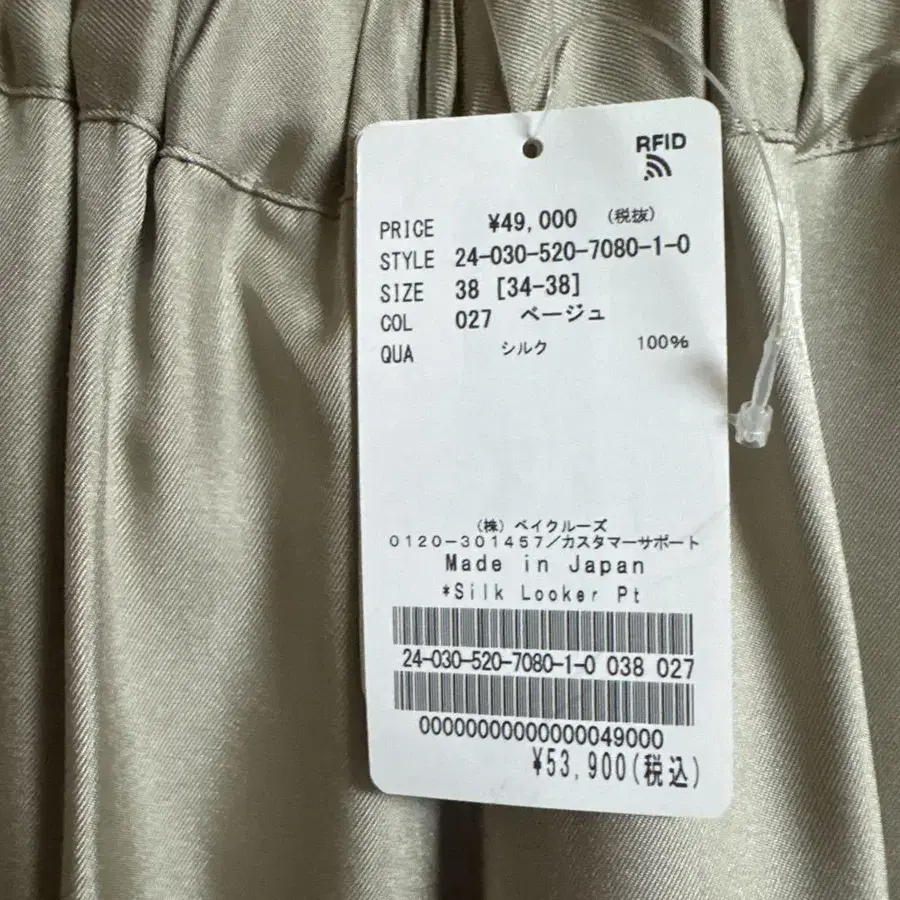 RFID
PRICE ¥49,000 (税抜)
STYLE 24-030-520-7080-1-0
SIZE 38 [34-38]
COL 027 ベージュ
QUA シルク 100%
(株) ベイクルーズ
0120-301457/カスタマーサポート
Made in Japan
*Silk Looker Pt
24-030-520-7080-1-0 038 027
00000000000000049000
¥53,900(税込)